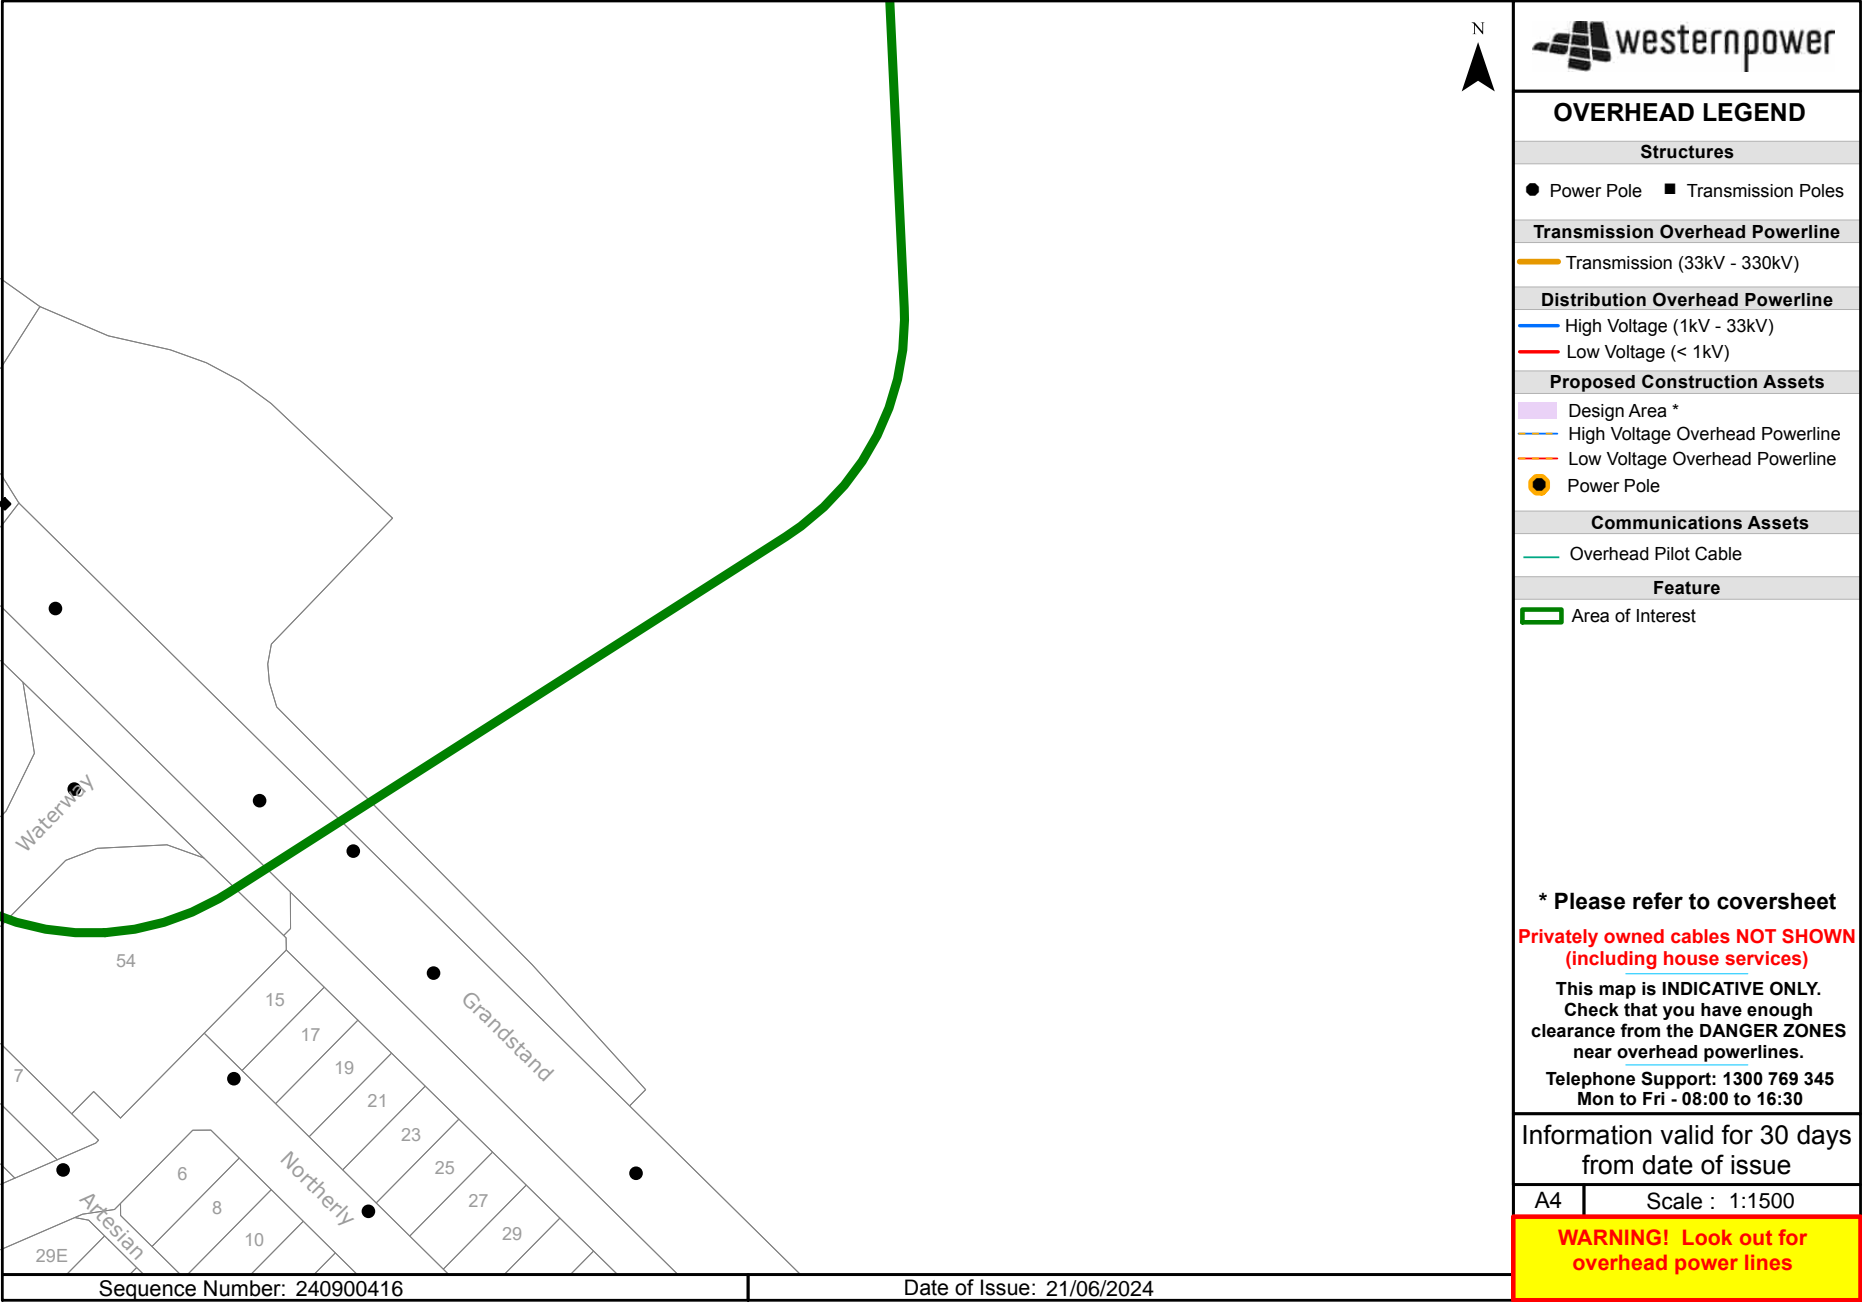 N
Waterway
54
15
17
19
21
23
25
27
29
7
6
8
10
29E
Grandstand
Northerly
Artesian
westernpower
OVERHEAD LEGEND
Structures
Power Pole Transmission Poles
Transmission Overhead Powerline
Transmission (33kV - 330kV)
Distribution Overhead Powerline
High Voltage (1kV - 33kV)
Low Voltage (< 1kV)
Proposed Construction Assets
Design Area *
High Voltage Overhead Powerline
Low Voltage Overhead Powerline
Power Pole
Communications Assets
Overhead Pilot Cable
Feature
Area of Interest
* Please refer to coversheet
Privately owned cables NOT SHOWN
(including house services)
This map is INDICATIVE ONLY.
Check that you have enough
clearance from the DANGER ZONES
near overhead powerlines.
Telephone Support: 1300 769 345
Mon to Fri - 08:00 to 16:30
Information valid for 30 days
from date of issue
A4 Scale : 1:1500
WARNING! Look out for
overhead power lines
Sequence Number: 240900416 Date of Issue: 21/06/2024